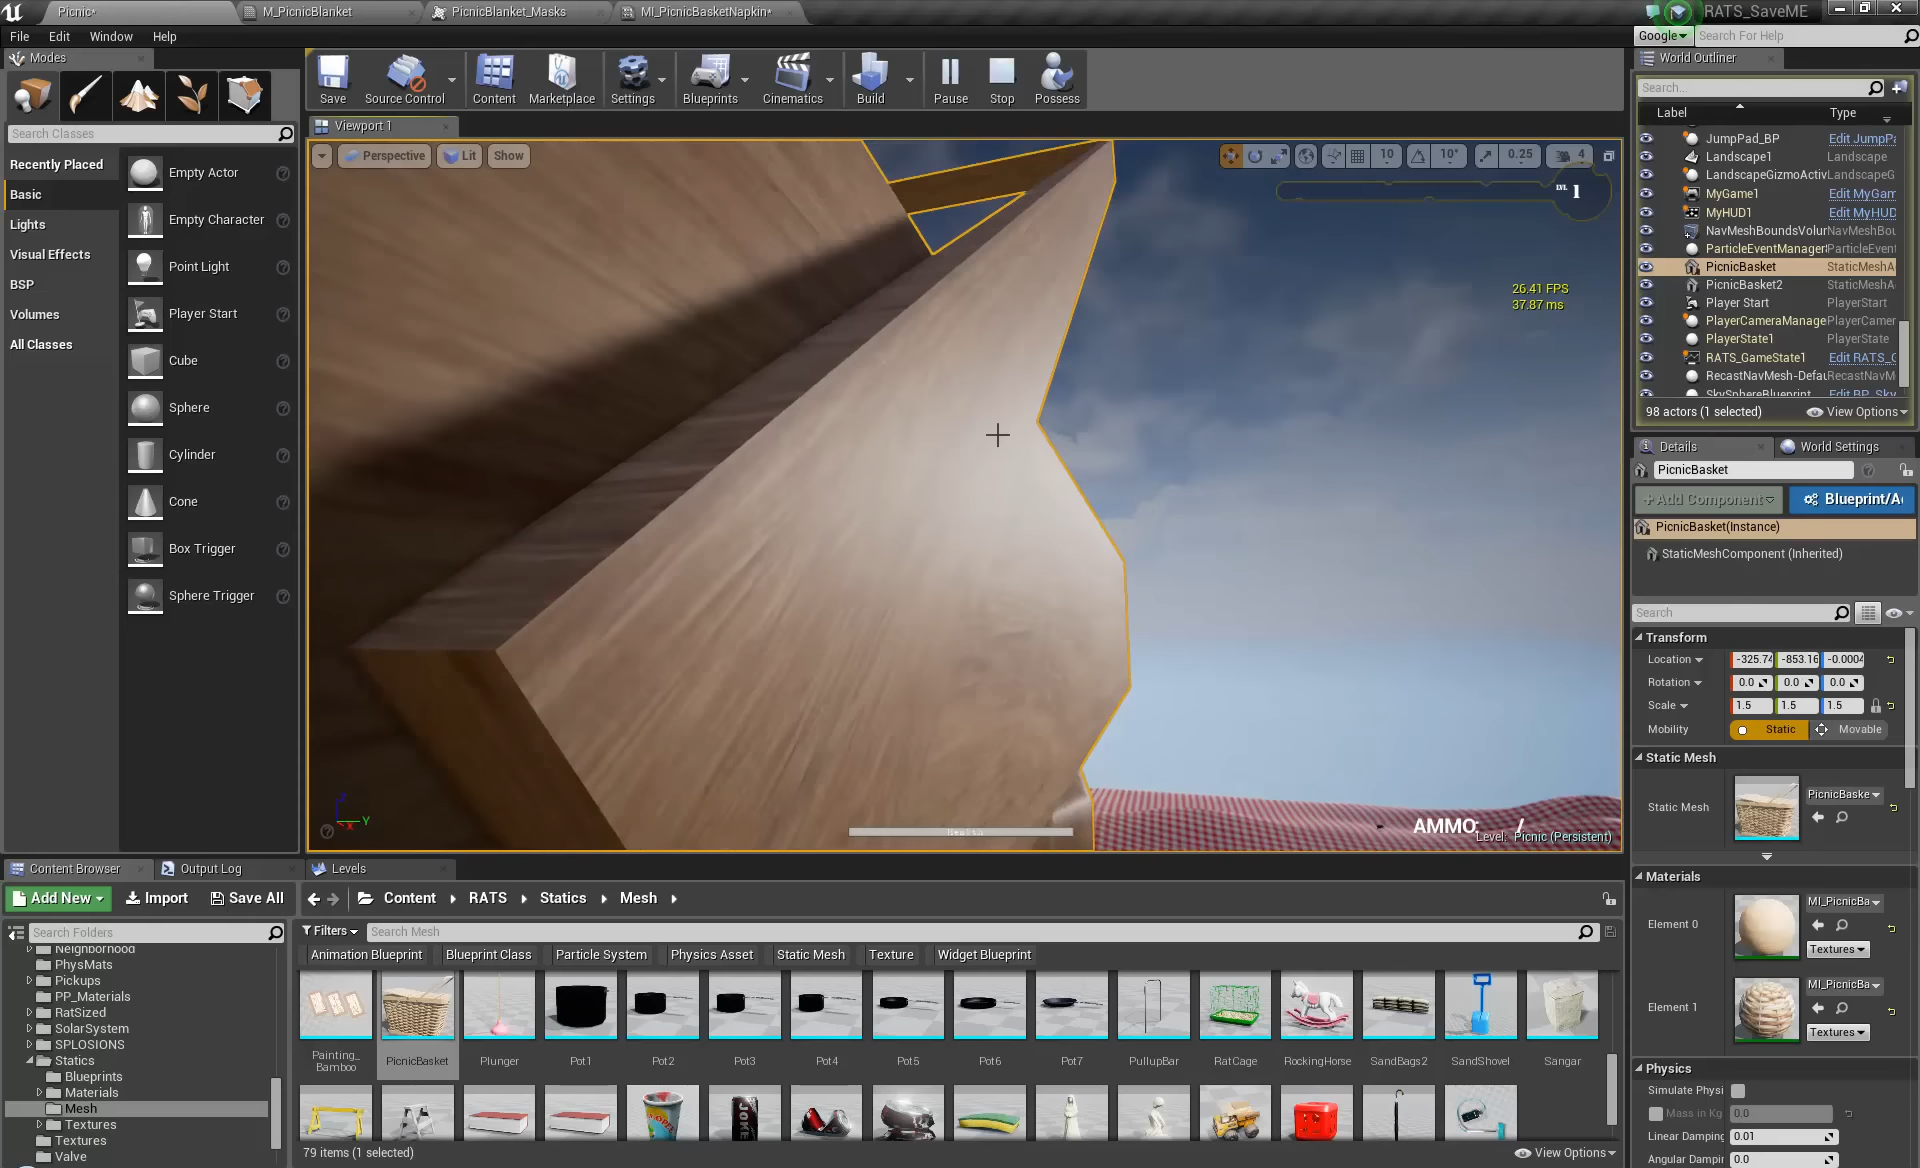 Picnic*
M_PicnicBlanket
PicnicBlanket_Masks
MI_PicnicBasketNapkin*
RATS_SaveME
File Edit Window Help
Google
Search For Help
Modes
Search Classes
Recently Placed
Basic
Lights
Visual Effects
BSP
Volumes
All Classes
Empty Actor
Empty Character
Point Light
Player Start
Cube
Sphere
Cylinder
Cone
Box Trigger
Sphere Trigger
Save
Source Control
Content
Marketplace
Settings
Blueprints
Cinematics
Build
Pause
Stop
Possess
Viewport 1
Perspective
Lit
Show
10
10°
0.25
4
LVL 1
26.41 FPS
37.87 ms
Health
AMMO: /
Level: Picnic (Persistent)
X Y Z
World Outliner
Search...
Label Type
JumpPad_BP Edit JumpPa
Landscape1 Landscape
LandscapeGizmoActiv LandscapeG
MyGame1 Edit MyGam
MyHUD1 Edit MyHUD
NavMeshBoundsVolur NavMeshBou
ParticleEventManager ParticleEvent
PicnicBasket StaticMeshA
PicnicBasket2 StaticMeshA
Player Start PlayerStart
PlayerCameraManage PlayerCamer
PlayerState1 PlayerState
RATS_GameState1 Edit RATS_G
RecastNavMesh-Defau RecastNavM
SkySphereBlueprint Edit BP_Sky
98 actors (1 selected)
View Options
Details
World Settings
PicnicBasket
+Add Component
Blueprint/A
PicnicBasket(Instance)
StaticMeshComponent (Inherited)
Search
Transform
Location -325.74 -853.16 -0.0004
Rotation 0.0 0.0 0.0
Scale 1.5 1.5 1.5
Mobility Static Movable
Static Mesh
Static Mesh PicnicBaske
Materials
Element 0 MI_PicnicBa
Textures
Element 1 MI_PicnicBa
Textures
Physics
Simulate Physi
Mass in Kg 0.0
Linear Damping 0.01
Angular Dampi 0.0
Content Browser
Output Log
Levels
Add New
Import
Save All
Content RATS Statics Mesh
Search Folders
Neighborhood
PhysMats
Pickups
PP_Materials
RatSized
SolarSystem
SPLOSIONS
Statics
Blueprints
Materials
Mesh
Textures
Textures
Valve
Filters
Search Mesh
Animation Blueprint
Blueprint Class
Particle System
Physics Asset
Static Mesh
Texture
Widget Blueprint
Painting_
Bamboo
PicnicBasket
Plunger
Pot1
Pot2
Pot3
Pot4
Pot5
Pot6
Pot7
PullupBar
RatCage
RockingHorse
SandBags2
SandShovel
Sangar
JOKE
79 items (1 selected)
View Options